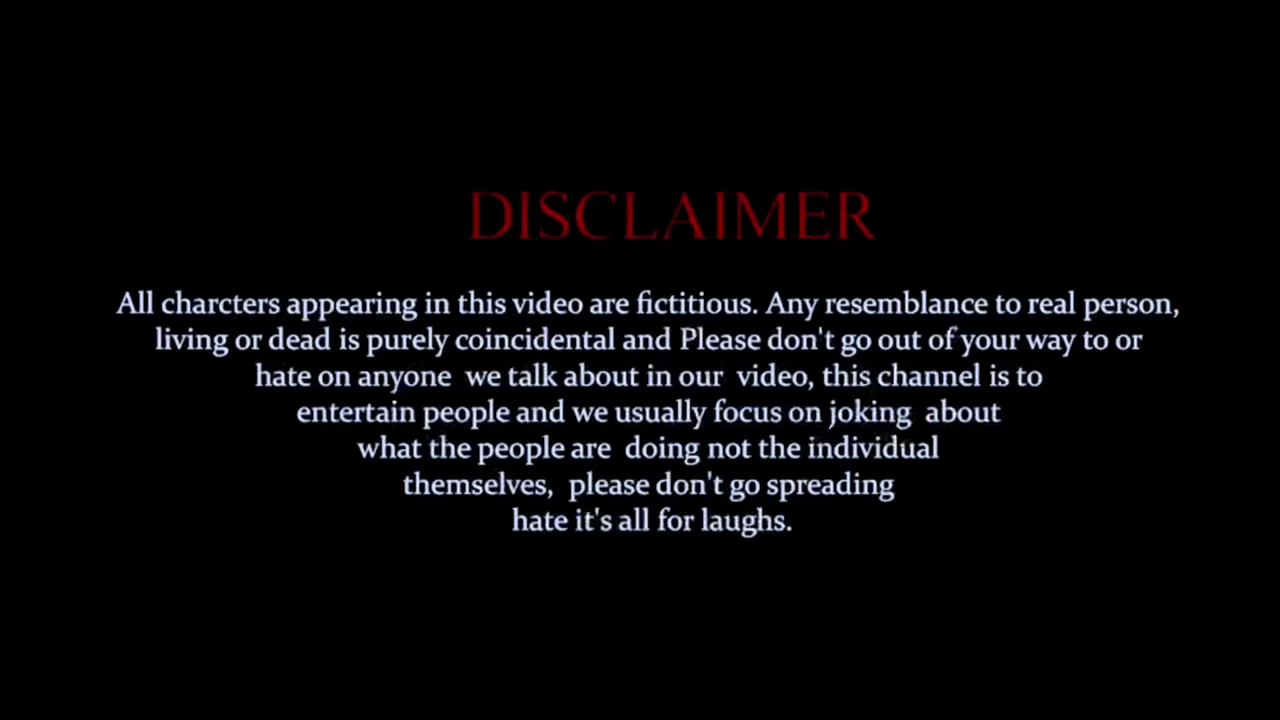 DISCLAIMER
All charcters appearing in this video are fictitious. Any resemblance to real person,
living or dead is purely coincidental and Please don't go out of your way to or
hate on anyone  we talk about in our  video, this channel is to
entertain people and we usually focus on joking  about
what the people are  doing not the individual
themselves,  please don't go spreading
hate it's all for laughs.